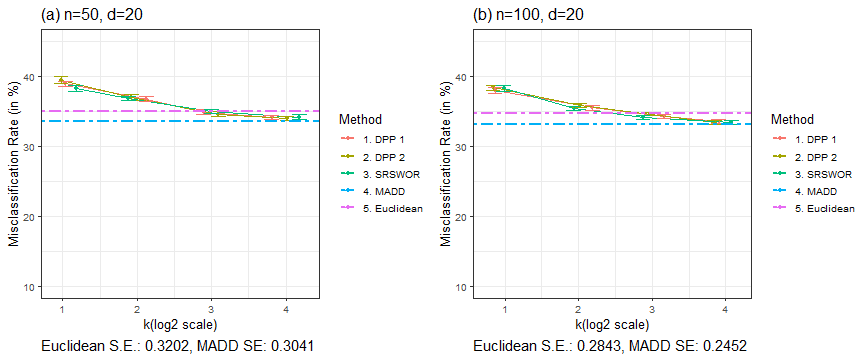 (a) n=50, d=20
Misclassification Rate (in %)
40
30
20
10
1 2 3 4
k(log2 scale)
Euclidean S.E.: 0.3202, MADD SE: 0.3041
Method
1. DPP 1
2. DPP 2
3. SRSWOR
4. MADD
5. Euclidean
(b) n=100, d=20
Misclassification Rate (in %)
40
30
20
10
1 2 3 4
k(log2 scale)
Euclidean S.E.: 0.2843, MADD SE: 0.2452
Method
1. DPP 1
2. DPP 2
3. SRSWOR
4. MADD
5. Euclidean